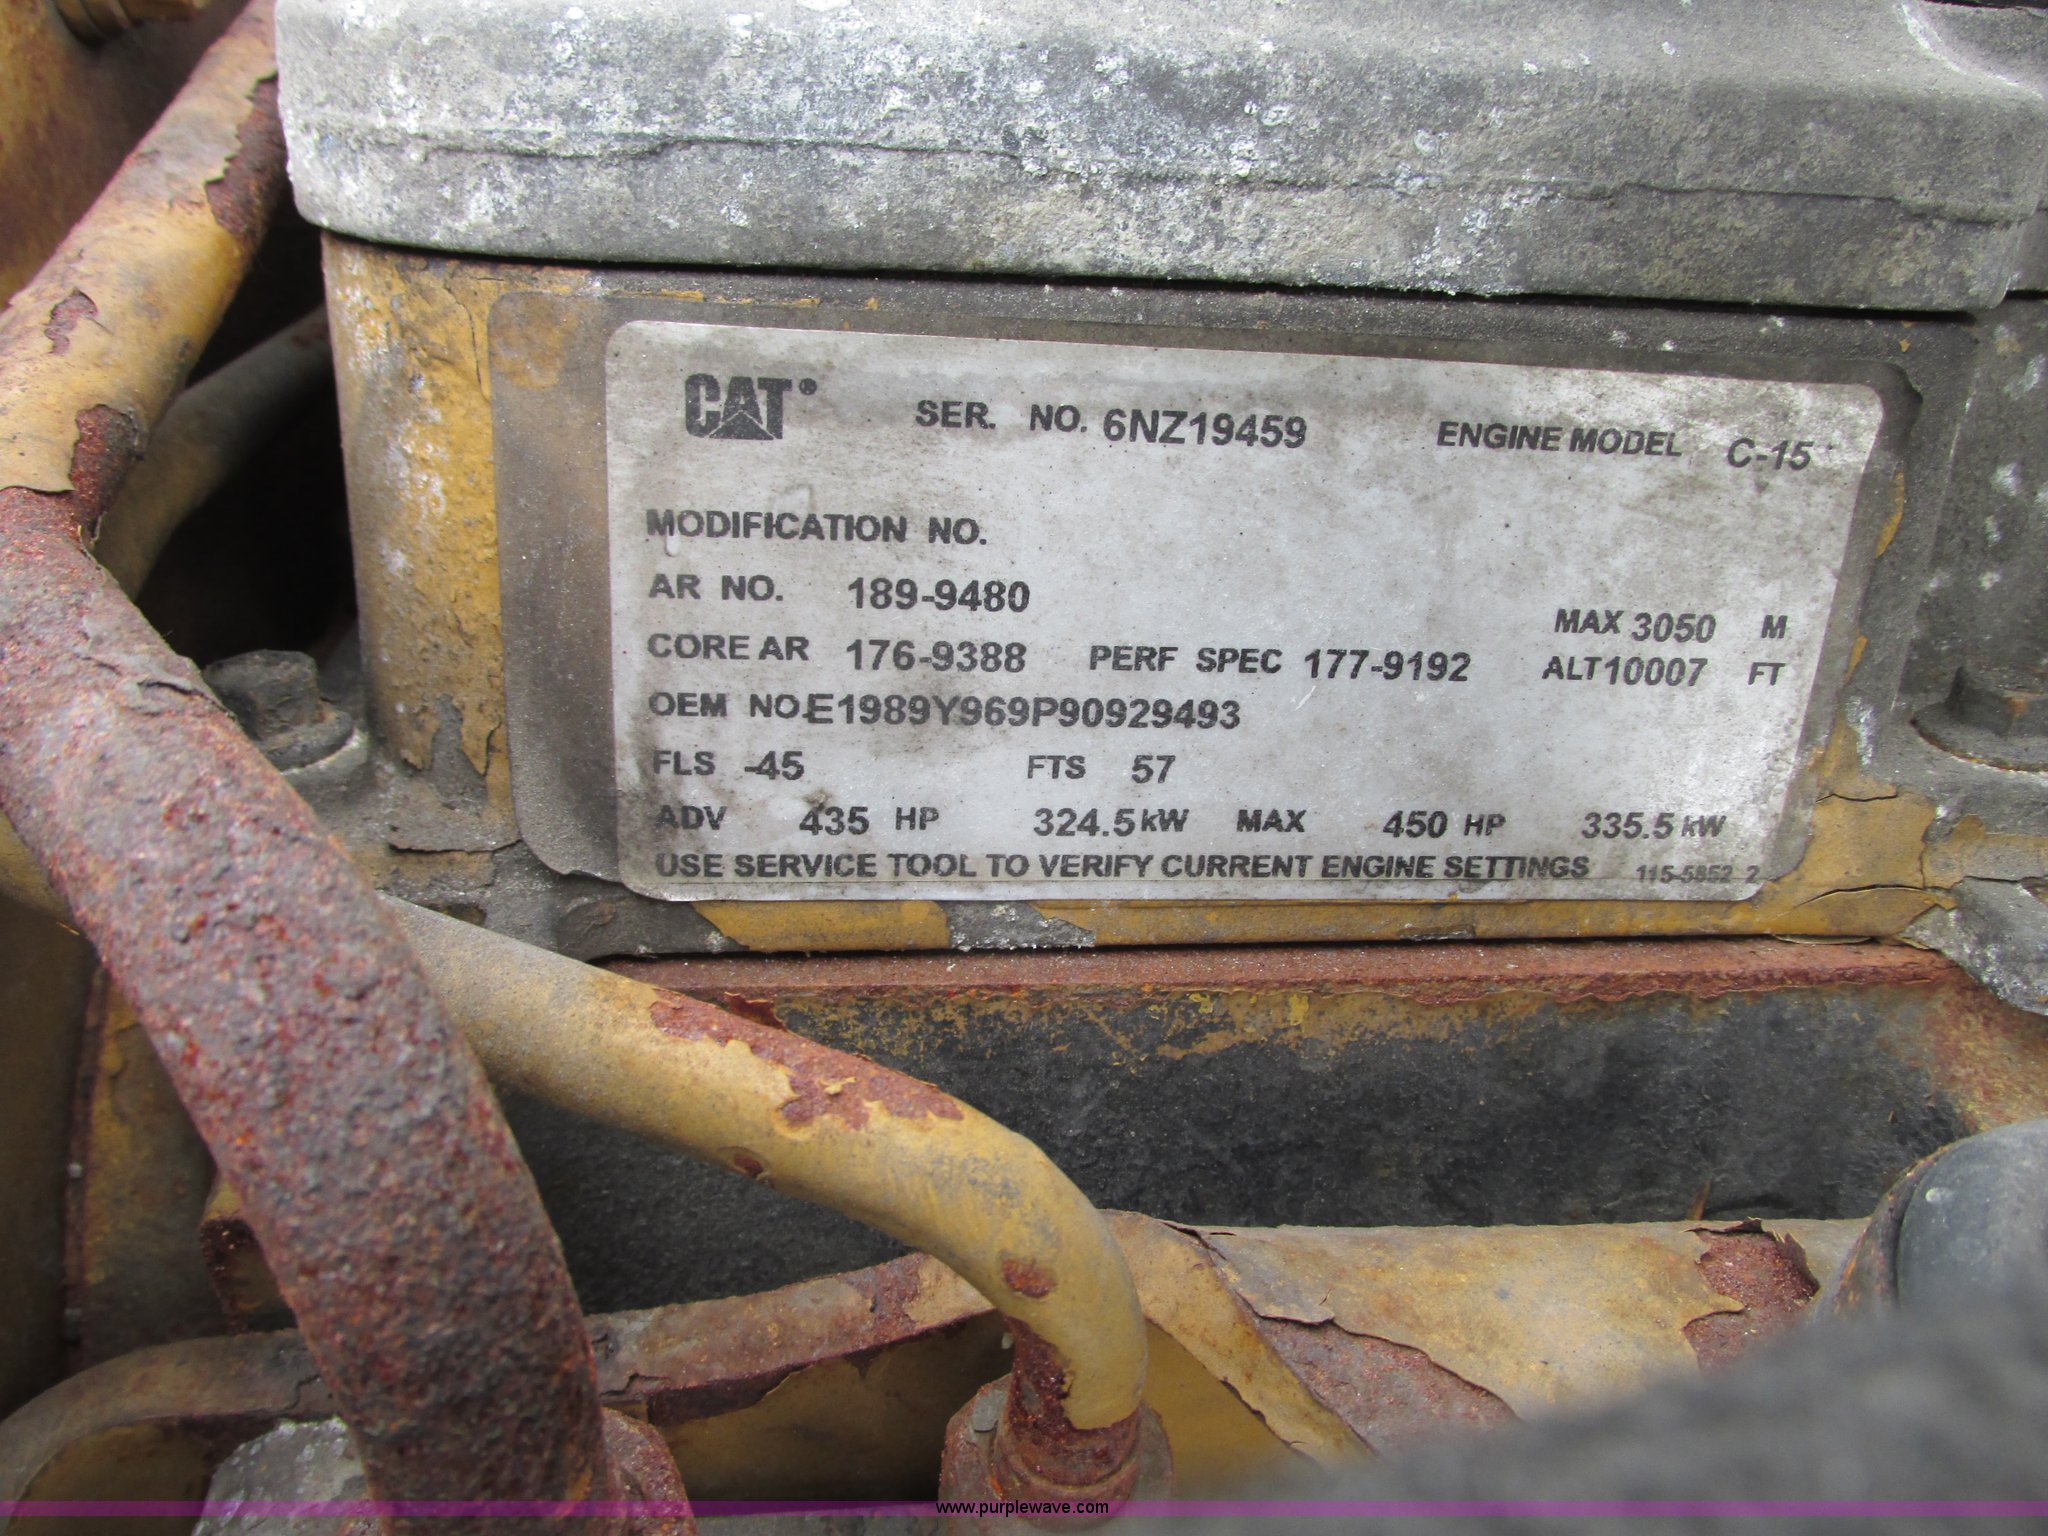 CAT® SER. NO. 6NZ19459 ENGINE MODEL C-15
MODIFICATION NO.
AR NO. 189-9480
MAX 3050 M
CORE AR 176-9388 PERF SPEC 177-9192 ALT 10007 FT
OEM NO. E1989Y969P90929493
FLS -45 FTS 57
ADV 435 HP 324.5 kW MAX 450 HP 335.5 kW
USE SERVICE TOOL TO VERIFY CURRENT ENGINE SETTINGS 115-5852 2
www.purplewave.com